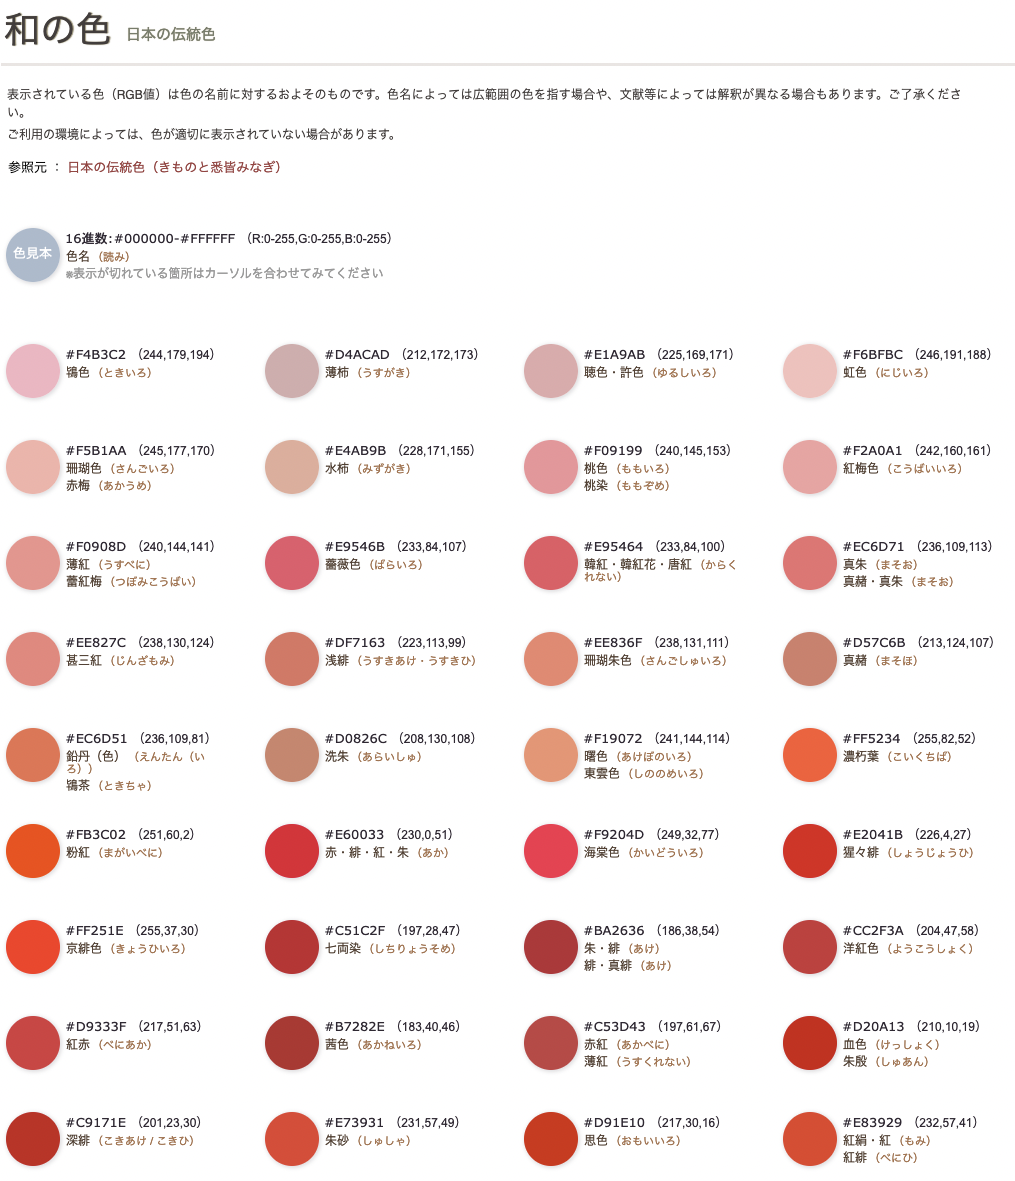 和の色 日本の伝統色
表示されている色（RGB値）は色の名前に対するおよそのものです。色名によっては広範囲の色を指す場合や、文献等によっては解釈が異なる場合もあります。ご了承くださ
い。
ご利用の環境によっては、色が適切に表示されていない場合があります。
参照元 ： 日本の伝統色（きものと悉皆みなぎ）
色見本
16進数:#000000-#FFFFFF （R:0-255,G:0-255,B:0-255）
色名（読み）
※表示が切れている箇所はカーソルを合わせてみてください
#F4B3C2 （244,179,194）
鴇色（ときいろ）
#D4ACAD （212,172,173）
薄柿（うすがき）
#E1A9AB （225,169,171）
聴色・許色（ゆるしいろ）
#F6BFBC （246,191,188）
虹色（にじいろ）
#F5B1AA （245,177,170）
珊瑚色（さんごいろ）
赤梅（あかうめ）
#E4AB9B （228,171,155）
水柿（みずがき）
#F09199 （240,145,153）
桃色（ももいろ）
桃染（ももぞめ）
#F2A0A1 （242,160,161）
紅梅色（こうばいいろ）
#F0908D （240,144,141）
薄紅（うすべに）
蕾紅梅（つぼみこうばい）
#E9546B （233,84,107）
薔薇色（ばらいろ）
#E95464 （233,84,100）
韓紅・韓紅花・唐紅（からく
れない）
#EC6D71 （236,109,113）
真朱（まそお）
真赭・真朱（まそお）
#EE827C （238,130,124）
甚三紅（じんざもみ）
#DF7163 （223,113,99）
浅緋（うすきあけ・うすきひ）
#EE836F （238,131,111）
珊瑚朱色（さんごしゅいろ）
#D57C6B （213,124,107）
真赭（まそほ）
#EC6D51 （236,109,81）
鉛丹（色）（えんたん（い
ろ））
鴇茶（ときちゃ）
#D0826C （208,130,108）
洗朱（あらいしゅ）
#F19072 （241,144,114）
曙色（あけぼのいろ）
東雲色（しののめいろ）
#FF5234 （255,82,52）
濃朽葉（こいくちば）
#FB3C02 （251,60,2）
粉紅（まがいべに）
#E60033 （230,0,51）
赤・緋・紅・朱（あか）
#F9204D （249,32,77）
海棠色（かいどういろ）
#E2041B （226,4,27）
猩々緋（しょうじょうひ）
#FF251E （255,37,30）
京緋色（きょうひいろ）
#C51C2F （197,28,47）
七両染（しちりょうそめ）
#BA2636 （186,38,54）
朱・緋（あけ）
緋・真緋（あけ）
#CC2F3A （204,47,58）
洋紅色（ようこうしょく）
#D9333F （217,51,63）
紅赤（べにあか）
#B7282E （183,40,46）
茜色（あかねいろ）
#C53D43 （197,61,67）
赤紅（あかべに）
薄紅（うすくれない）
#D20A13 （210,10,19）
血色（けっしょく）
朱殷（しゅあん）
#C9171E （201,23,30）
深緋（こきあけ / こきひ）
#E73931 （231,57,49）
朱砂（しゅしゃ）
#D91E10 （217,30,16）
思色（おもいいろ）
#E83929 （232,57,41）
紅絹・紅（もみ）
紅緋（べにひ）